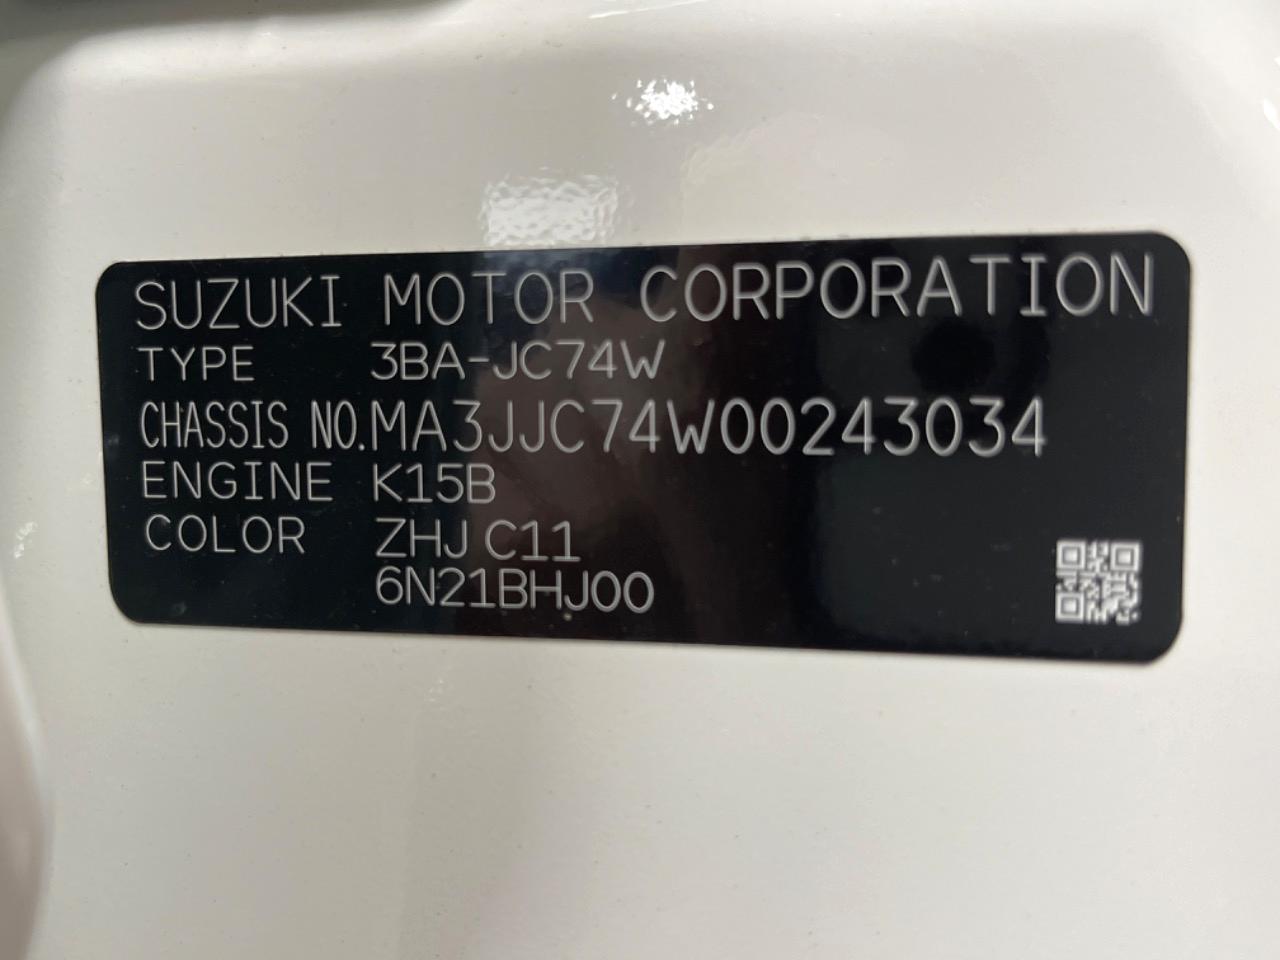 SUZUKI MOTOR CORPORATION
TYPE 3BA-JC74W
CHASSIS NO. MA3JJC74W00243034
ENGINE K15B
COLOR ZHJ C11
6N21BHJ00